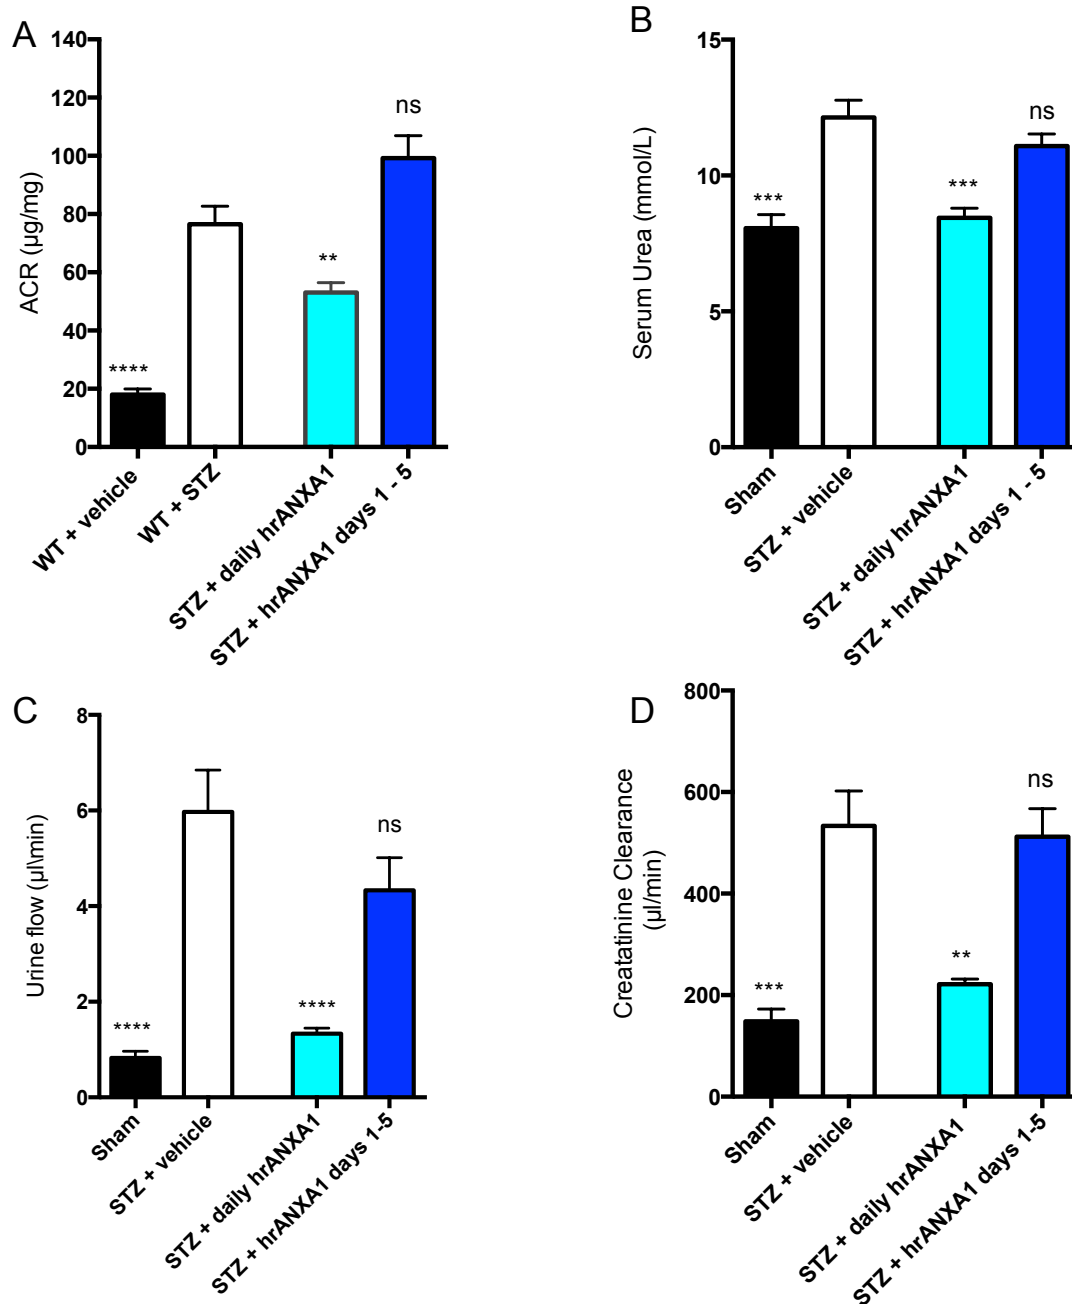 A
140
120
100
80
60
40
20
0
ACR (µg/mg)
****
**
ns
WT + vehicle
WT + STZ
STZ + daily hrANXA1
STZ + hrANXA1 days 1 - 5
B
15
10
5
0
Serum Urea (mmol/L)
***
***
ns
Sham
STZ + vehicle
STZ + daily hrANXA1
STZ + hrANXA1 days 1 - 5
C
8
6
4
2
0
Urine flow (µl\min)
****
****
ns
Sham
STZ + vehicle
STZ + daily hrANXA1
STZ + hrANXA1 days 1-5
D
800
600
400
200
0
Creatatinine Clearance
(µl/min)
***
**
ns
Sham
STZ + vehicle
STZ + daily hrANXA1
STZ + hrANXA1 days 1-5